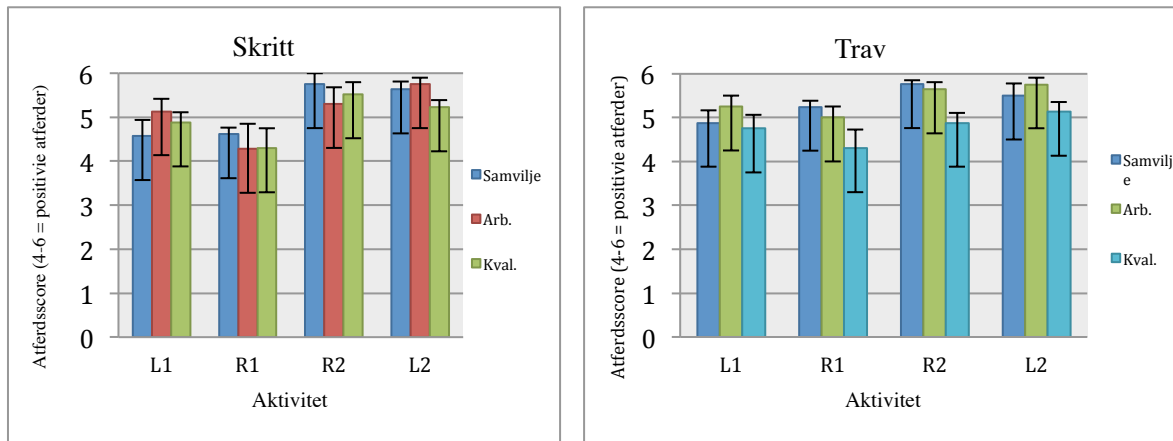 Skritt
Atferdsscore (4-6 = positivie atferder)
6
5
4
3
2
1
0
L1 R1 R2 L2
Aktivitet
Samvilje
Arb.
Kval.
Trav
Atferdsscore (4-6 = positivie atferder)
6
5
4
3
2
1
0
L1 R1 R2 L2
Aktivitet
Samvilj
e
Arb.
Kval.